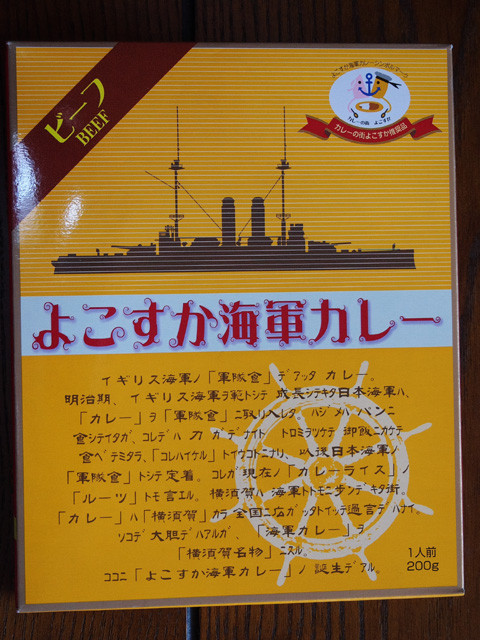 ビーフ
BEEF
よこすか海軍カレーシンボルマーク
カレーの街 よこすか
カレーの街よこすか推奨品
よこすか海軍カレー
イギリス海軍ノ「軍隊食」デアッタ カレー。
明治期、イギリス海軍ヲ範トシテ 成長シテキタ日本海軍ハ、
「カレー」ヲ「軍隊食」ニ取リ入レタ。ハジメハ パンニ
食シテイタガ、コレデハ 力 ガデナイト トロミヲツケテ 御飯ニカケテ
食ベテミタラ、「コレハイケル」トイウコトニナリ、以後日本海軍ノ
「軍隊食」トシテ定着。コレガ現在ノ「カレーライス」ノ
「ルーツ」トモ言エル。横須賀ハ 海軍トトモニ歩ンデキタ街。
「カレー」ハ「横須賀」カラ全国ニ広ガッタトイッテ過言デハナイ。
ソコデ 大胆デハアルガ、「海軍カレー」ヲ
「横須賀名物」ニスル。
ココニ「よこすか海軍カレー」ノ 誕生デアル。
1人前
200g